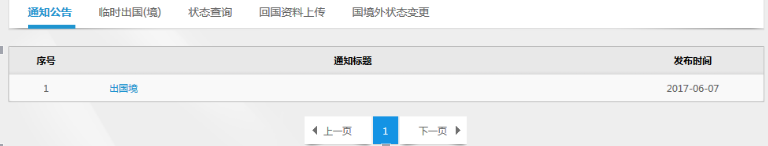 通知公告 临时出国(境) 状态查询 回国资料上传 国境外状态变更
序号 通知标题 发布时间
1 出国境 2017-06-07
上一页 1 下一页